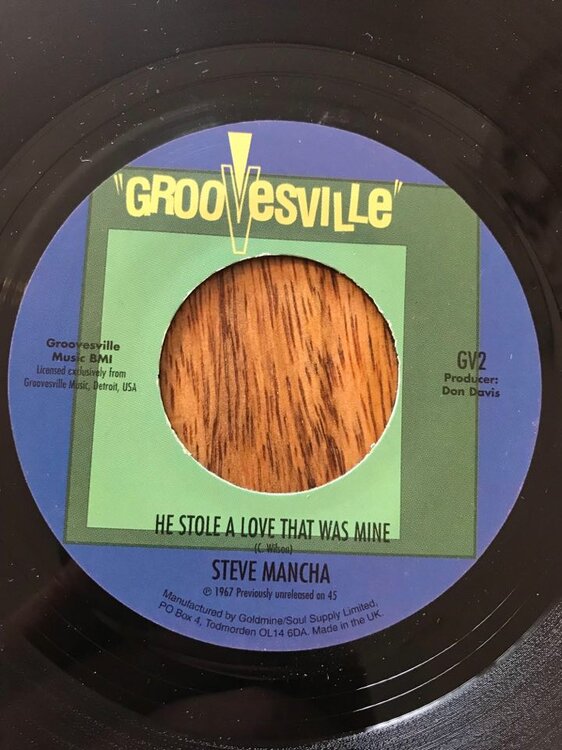 "GROOVESVILLE"
Groovesville
Music BMI
Licensed exclusively from
Groovesville Music, Detroit, USA
GV2
Producer:
Don Davis
HE STOLE A LOVE THAT WAS MINE
(C. Wilson)
STEVE MANCHA
℗ 1967 Previously unreleased on 45
Manufactured by Goldmine/Soul Supply Limited,
PO Box 4, Todmorden OL14 6DA. Made in the UK.